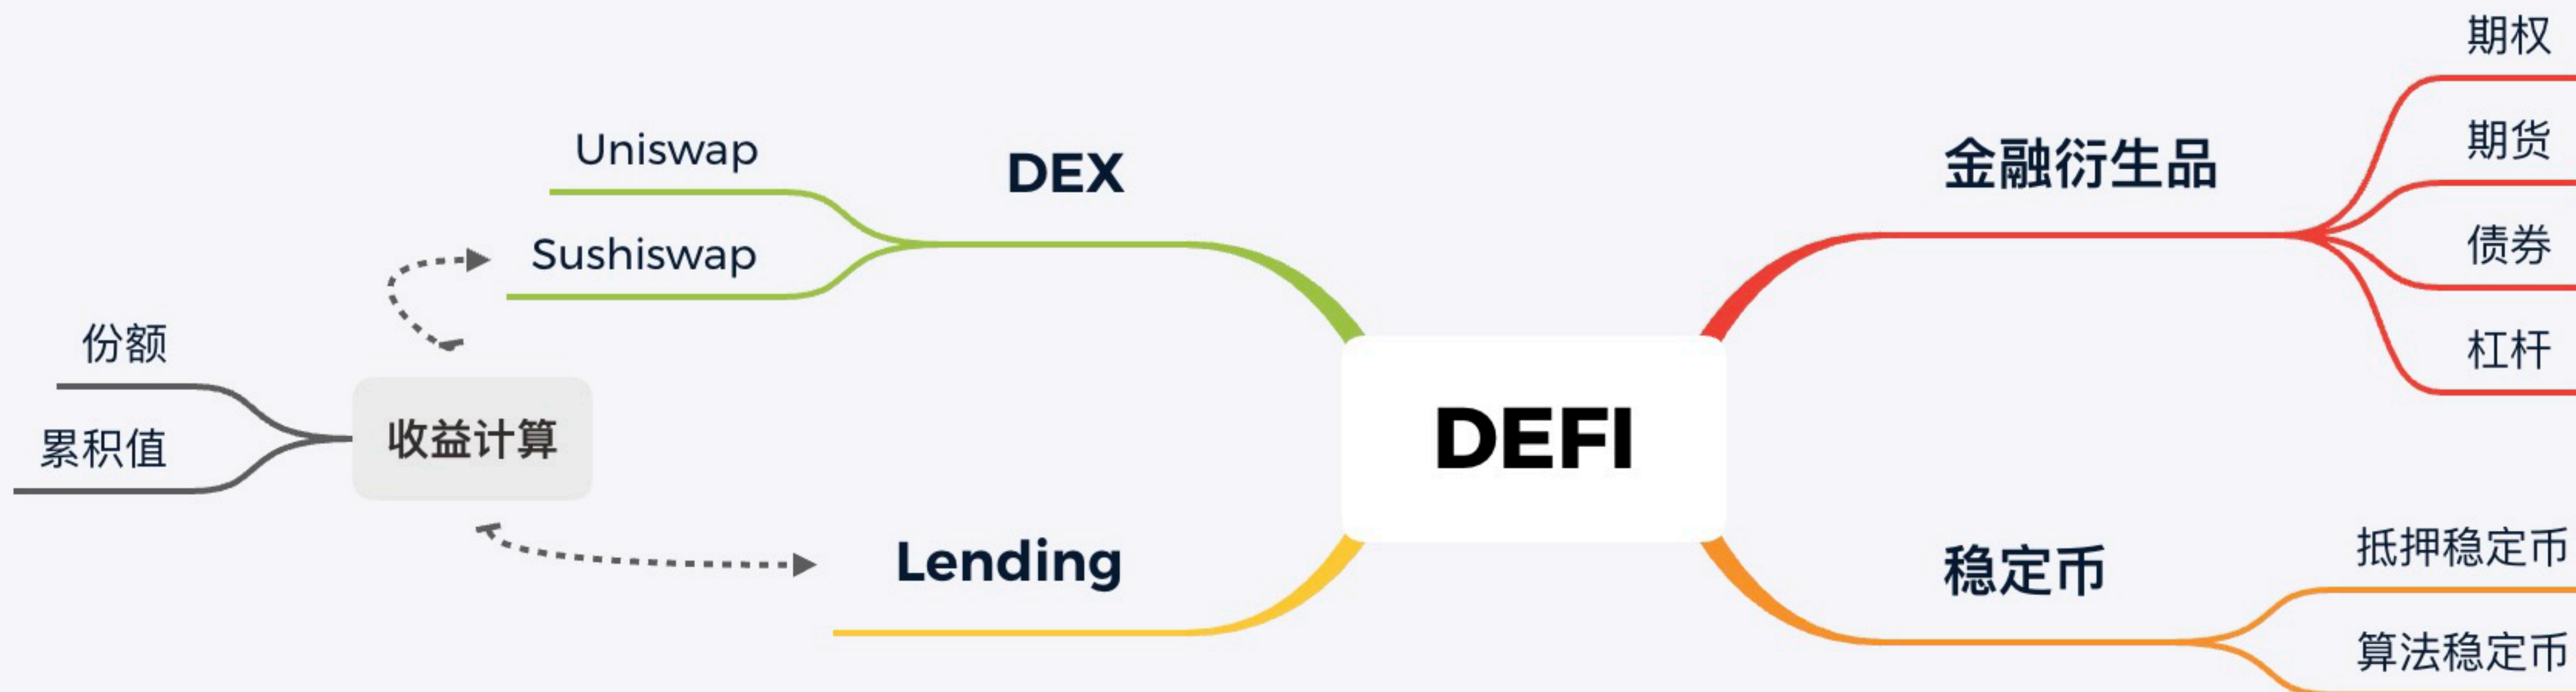 DEFI
DEX
Uniswap
Sushiswap
收益计算
份额
累积值
Lending
金融衍生品
期权
期货
债券
杠杆
稳定币
抵押稳定币
算法稳定币